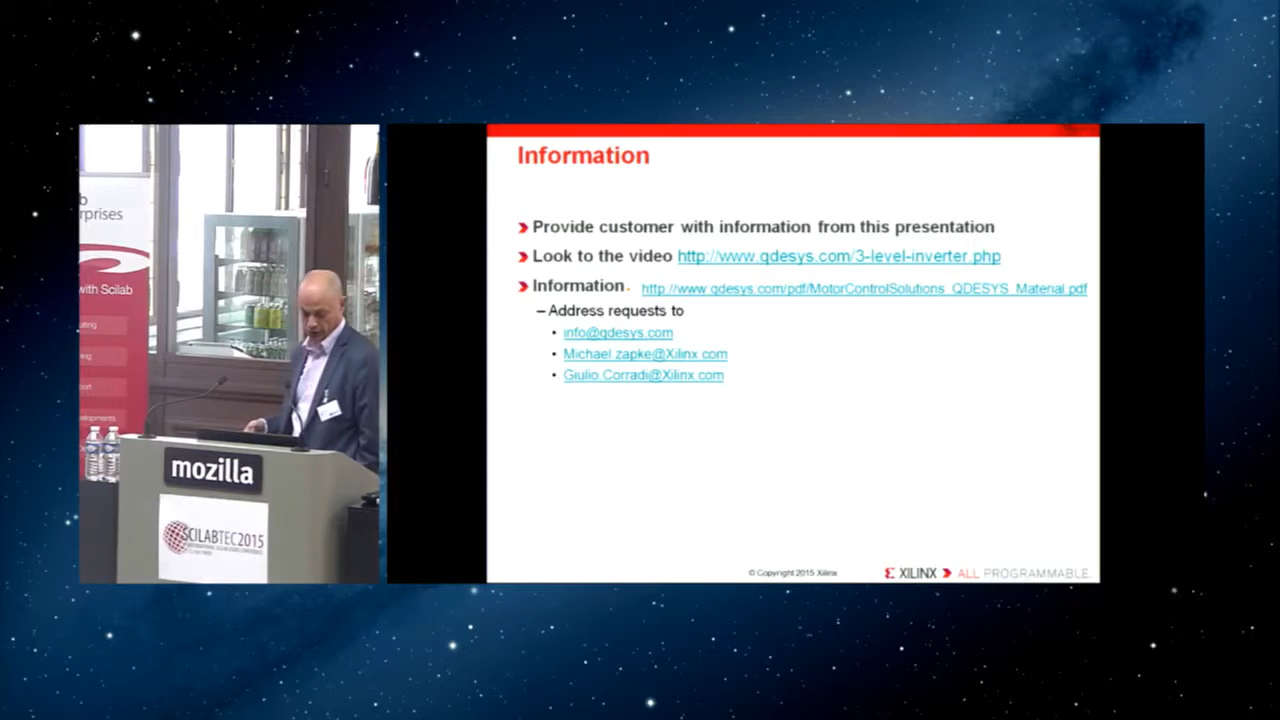 b
rprises
with Scilab
mozilla
SCILABTEC2015
Information
Provide customer with information from this presentation
Look to the video http://www.qdesys.com/3-level-inverter.php
Information. http://www.qdesys.com/pdf/MotorControlSolutions_QDESYS_Material.pdf
– Address requests to
• info@qdesys.com
• Michael.zapke@Xilinx.com
• Giulio.Corradi@Xilinx.com
© Copyright 2015 Xilinx
XILINX ALL PROGRAMMABLE